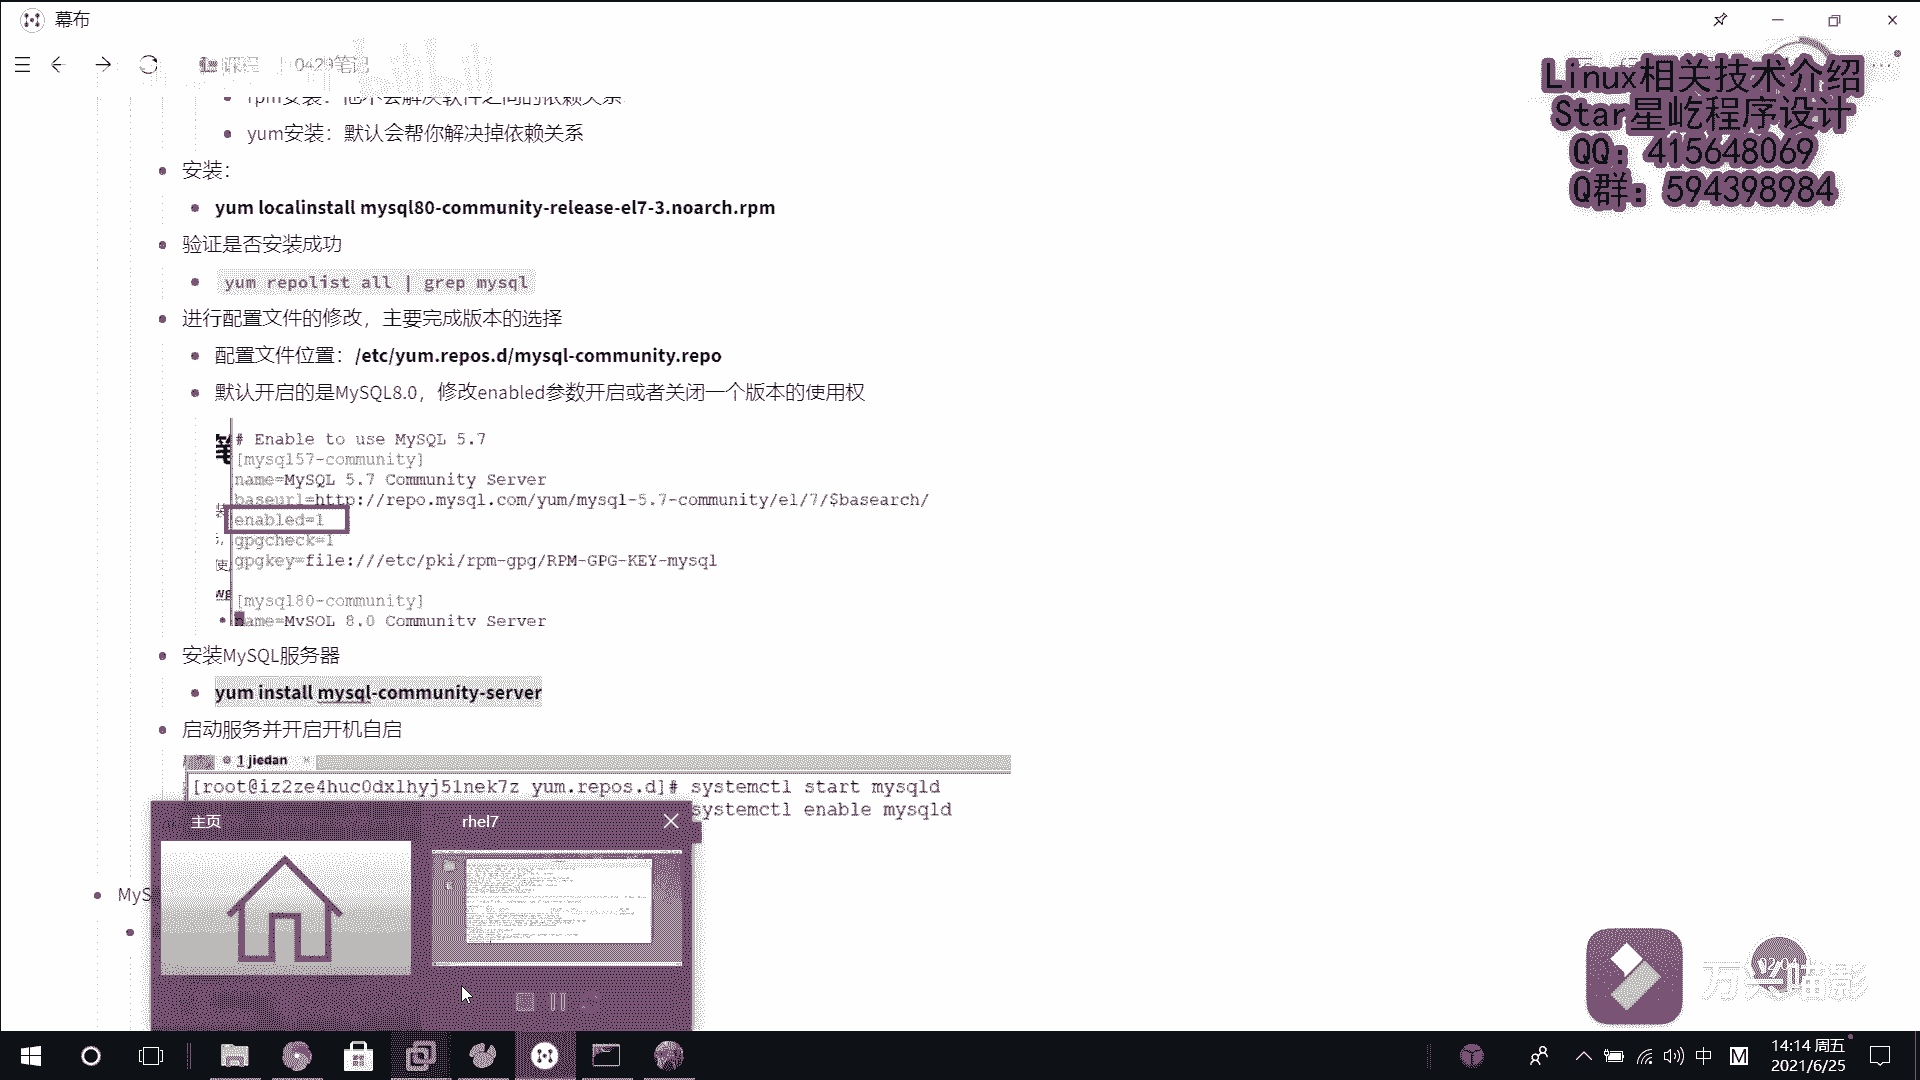 幕布
0429笔记
rpm安装：他不会解决软件之间的依赖关系
yum安装：默认会帮你解决掉依赖关系
安装：
yum localinstall mysql80-community-release-el7-3.noarch.rpm
验证是否安装成功
yum repolist all | grep mysql
进行配置文件的修改，主要完成版本的选择
配置文件位置：/etc/yum.repos.d/mysql-community.repo
默认开启的是MySQL8.0，修改enabled参数开启或者关闭一个版本的使用权
# Enable to use MySQL 5.7
[mysql57-community]
name=MySQL 5.7 Community Server
baseurl=http://repo.mysql.com/yum/mysql-5.7-community/el/7/$basearch/
enabled=1
gpgcheck=1
gpgkey=file:///etc/pki/rpm-gpg/RPM-GPG-KEY-mysql
[mysql80-community]
name=MySQL 8.0 Community Server
安装MySQL服务器
yum install mysql-community-server
启动服务并开启开机自启
1 jiedan
[root@iz2ze4huc0dxlhyj51nek7z yum.repos.d]# systemctl start mysqld
systemctl enable mysqld
主页
rhel7
MyS
Linux相关技术介绍
Star星屹程序设计
QQ：415648069
Q群：594398984
万兴喵影
中
M
14:14 周五
2021/6/25